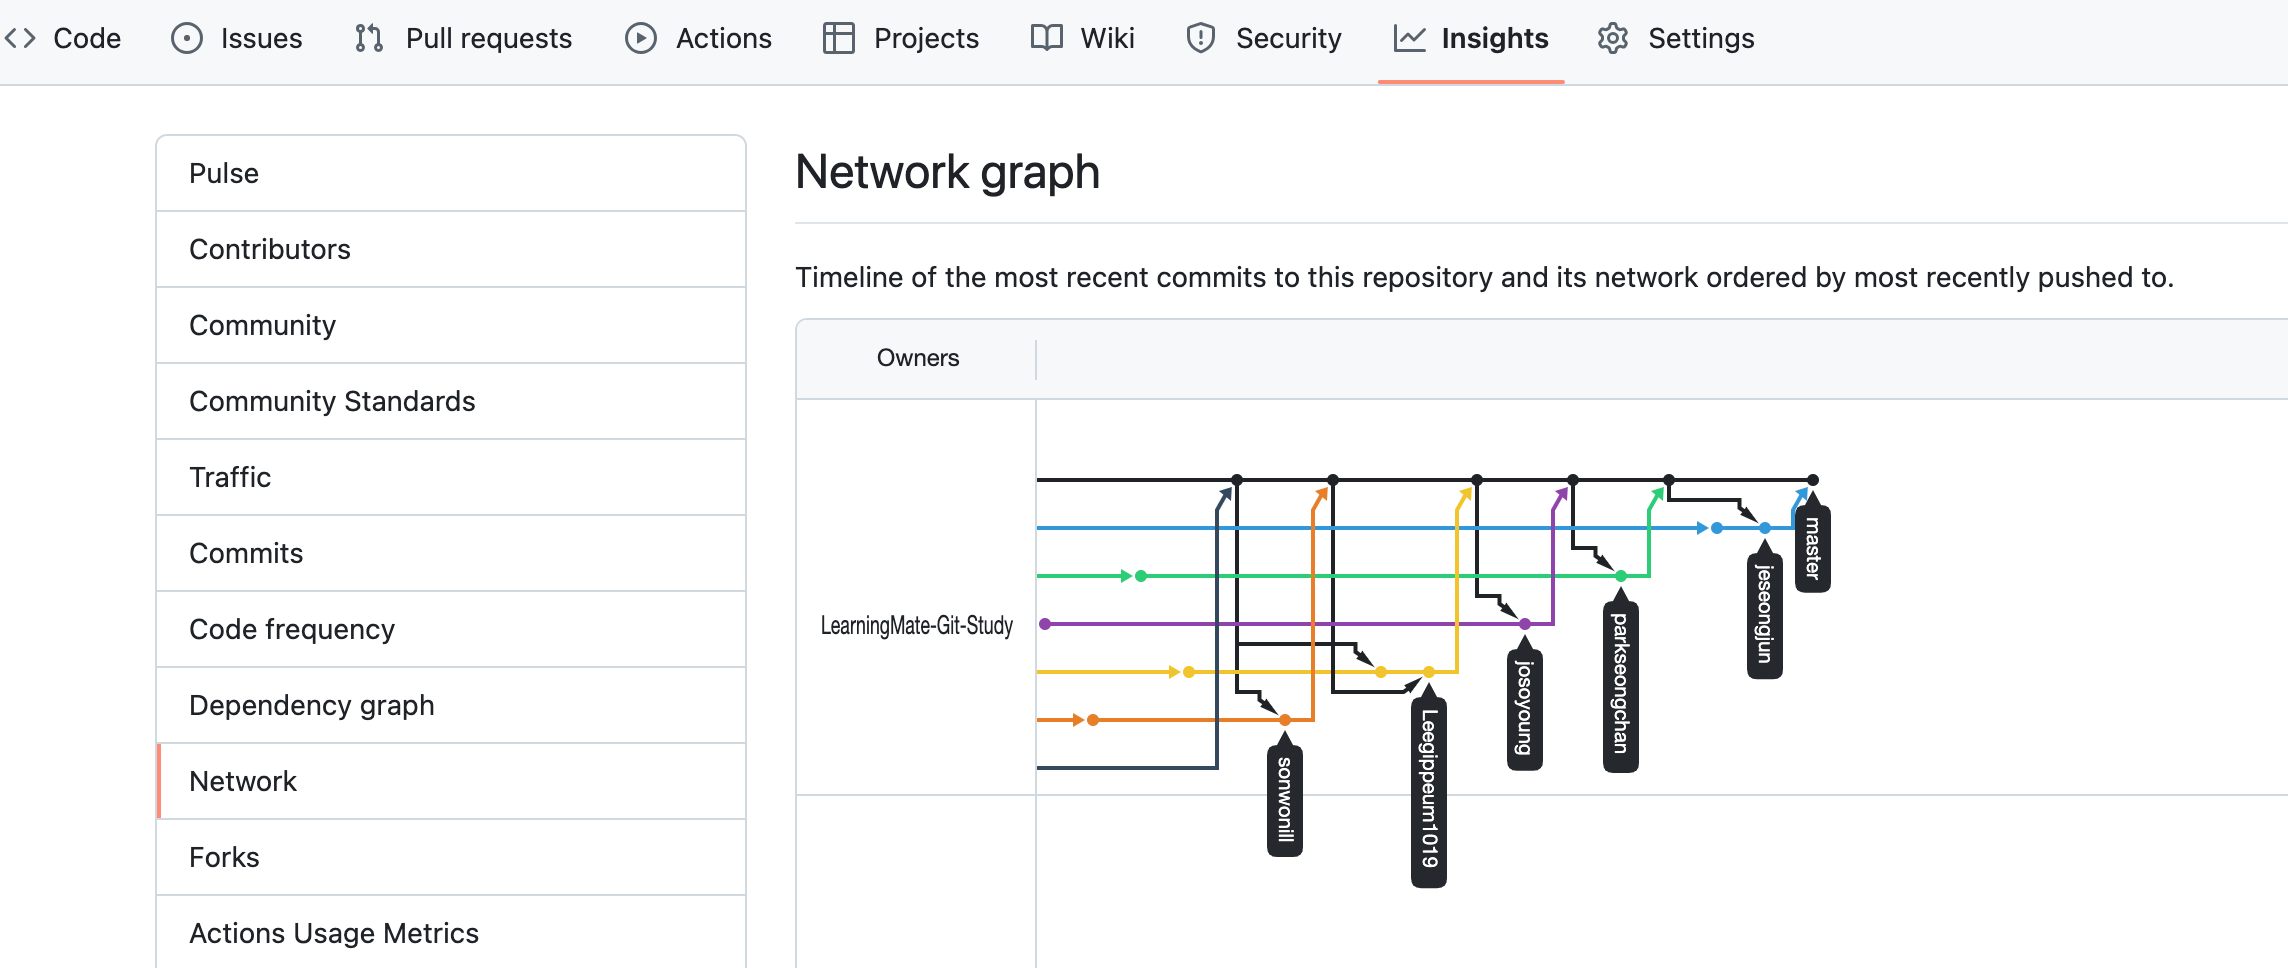 Code Issues Pull requests Actions Projects Wiki Security Insights Settings
Pulse
Contributors
Community
Community Standards
Traffic
Commits
Code frequency
Dependency graph
Network
Forks
Actions Usage Metrics
Network graph
Timeline of the most recent commits to this repository and its network ordered by most recently pushed to.
Owners
LearningMate-Git-Study
sonwonill
Leegippeum1019
josoyoung
parkseongchan
jeseongjun
master